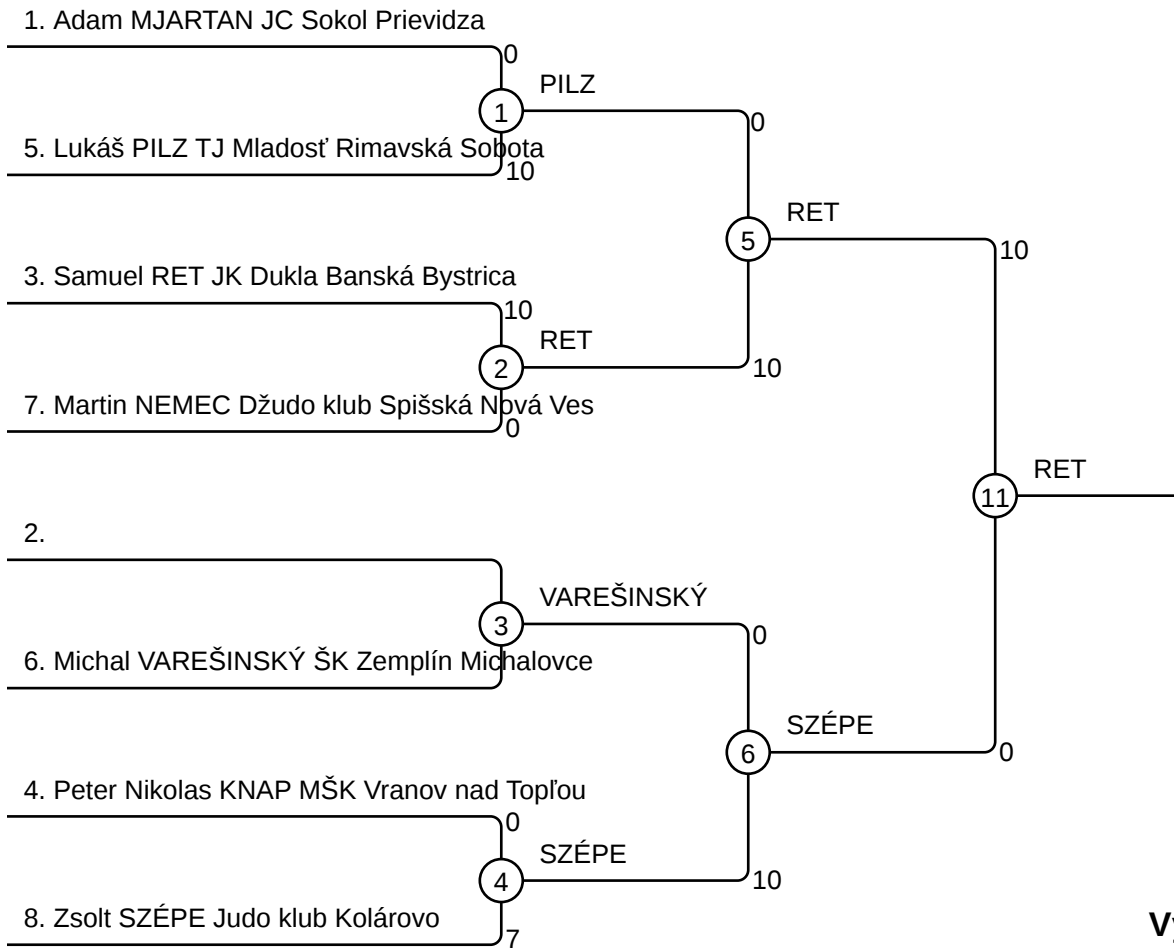 1. Adam MJARTAN JC Sokol Prievidza
0
PILZ
1
0
5. Lukáš PILZ TJ Mladosť Rimavská Sobota
10
RET
5
10
3. Samuel RET JK Dukla Banská Bystrica
10
RET
2
10
7. Martin NEMEC Džudo klub Spišská Nová Ves
0
RET
11
2.
VAREŠINSKÝ
3
0
6. Michal VAREŠINSKÝ ŠK Zemplín Michalovce
SZÉPE
6
0
4. Peter Nikolas KNAP MŠK Vranov nad Topľou
0
SZÉPE
4
10
8. Zsolt SZÉPE Judo klub Kolárovo
7